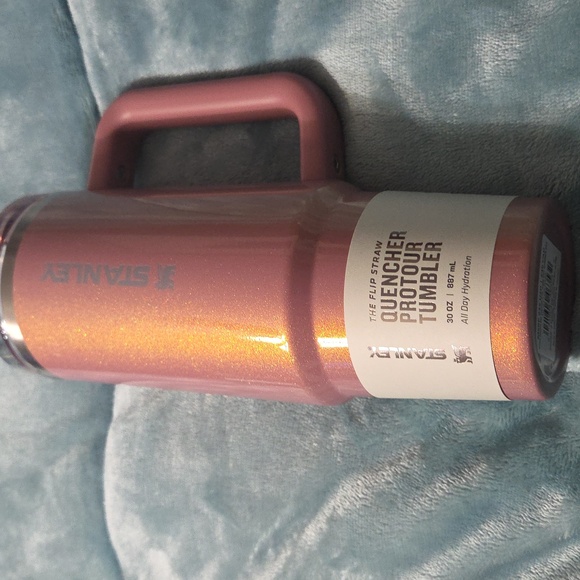 STANLEY
THE FLIP STRAW
QUENCHER
PROTOUR
TUMBLER
30 OZ | 887 mL
All Day Hydration
STANLEY